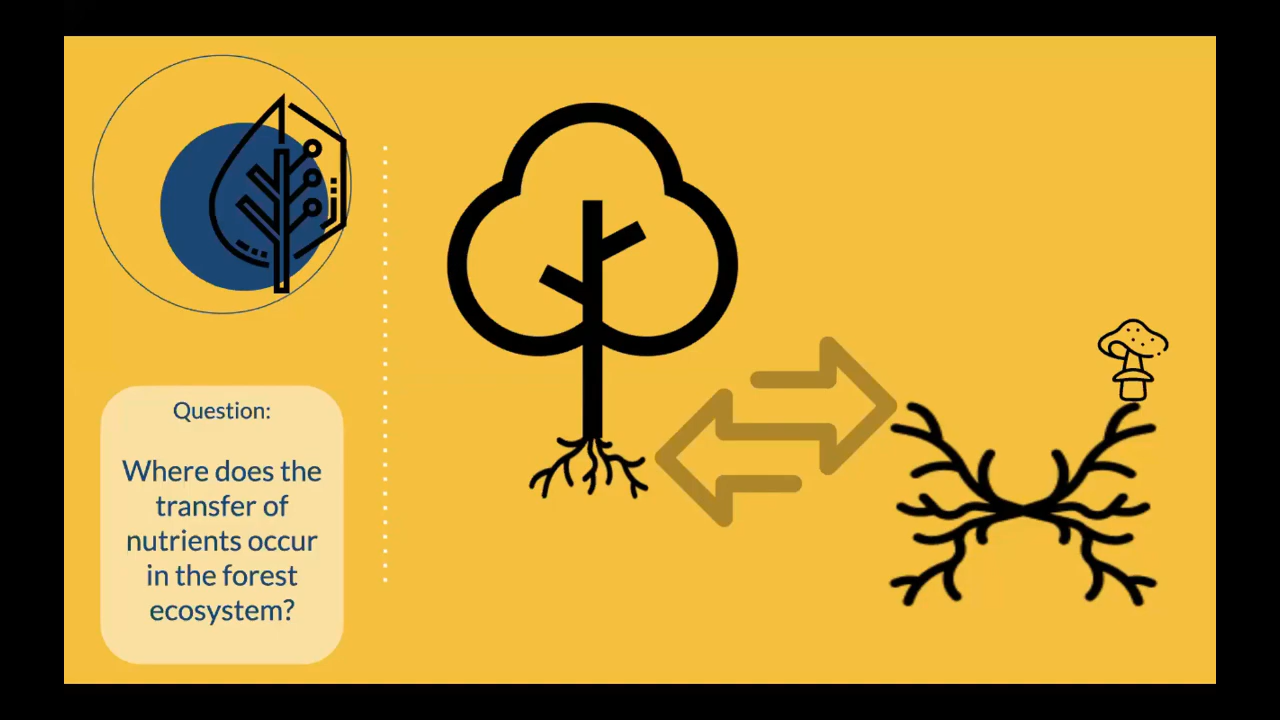 Question:
Where does the
transfer of
nutrients occur
in the forest
ecosystem?